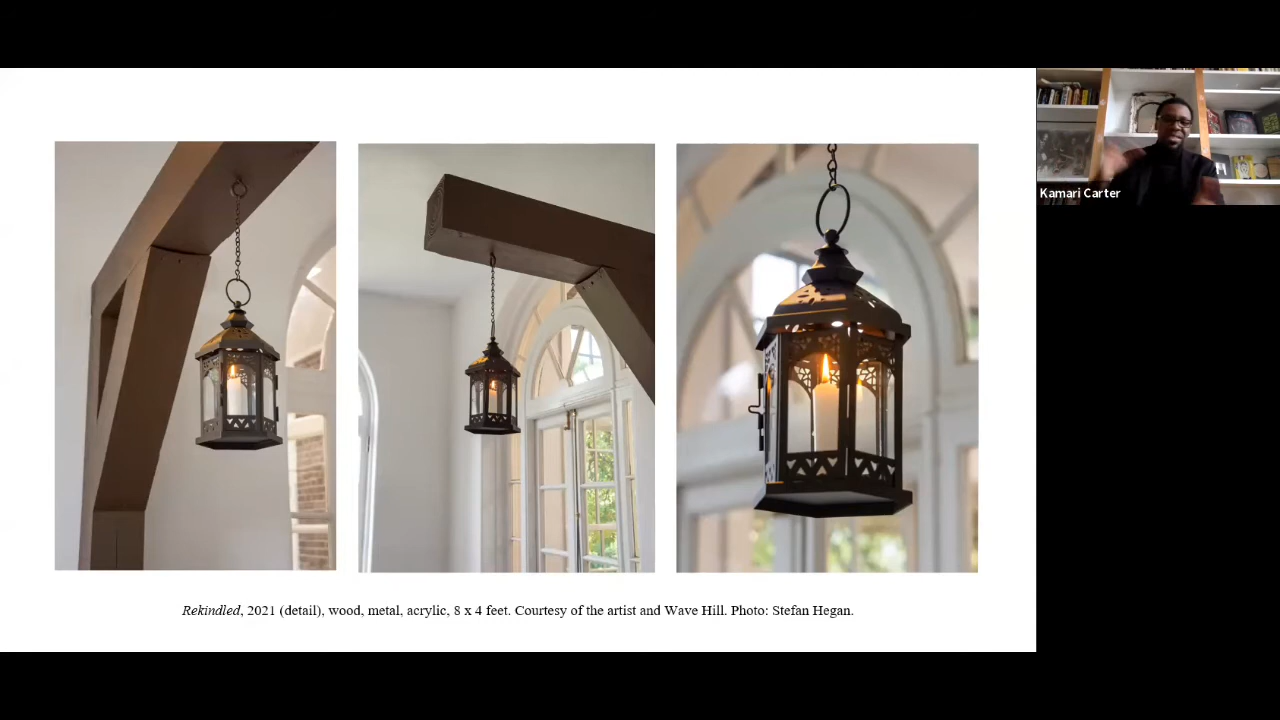 Kamari Carter
Rekindled, 2021 (detail), wood, metal, acrylic, 8 x 4 feet. Courtesy of the artist and Wave Hill. Photo: Stefan Hegan.